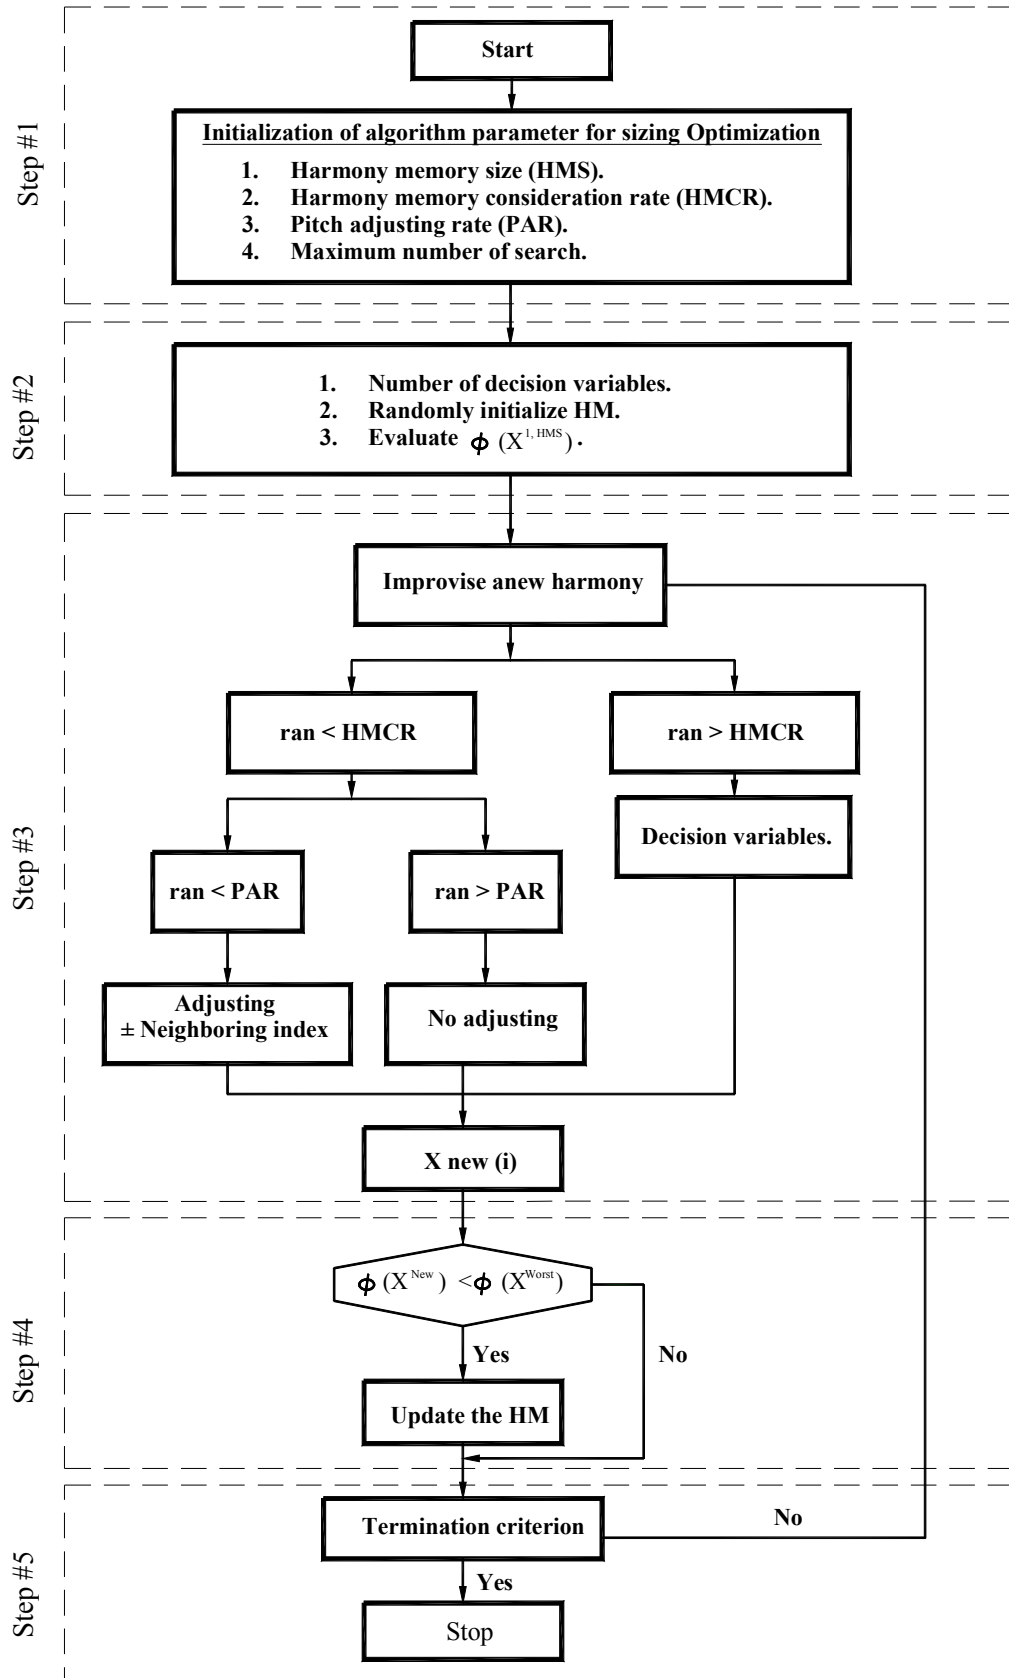 Step #1
Start
Initialization of algorithm parameter for sizing Optimization
1. Harmony memory size (HMS).
2. Harmony memory consideration rate (HMCR).
3. Pitch adjusting rate (PAR).
4. Maximum number of search.
Step #2
1. Number of decision variables.
2. Randomly initialize HM.
3. Evaluate ϕ (X^1, HMS) .
Step #3
Improvise anew harmony
ran < HMCR
ran > HMCR
Decision variables.
ran < PAR
ran > PAR
Adjusting
± Neighboring index
No adjusting
X new (i)
Step #4
ϕ (X^New) < ϕ (X^Worst)
Yes
No
Update the HM
Step #5
Termination criterion
No
Yes
Stop